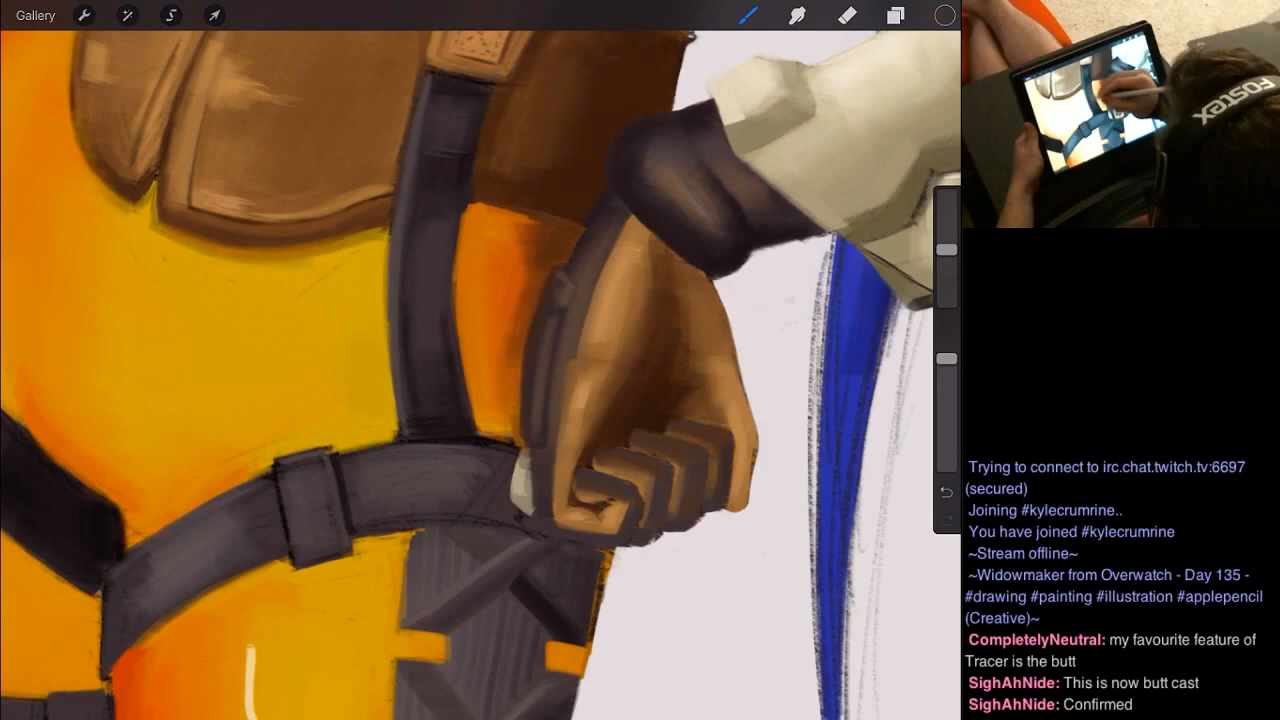 Gallery
FOSTEX
Trying to connect to irc.chat.twitch.tv:6697
(secured)
Joining #kylecrumrine..
You have joined #kylecrumrine
~Stream offline~
~Widowmaker from Overwatch - Day 135 -
#drawing #painting #illustration #applepencil
(Creative)~
CompletelyNeutral: my favourite feature of
Tracer is the butt
SighAhNide: This is now butt cast
SighAhNide: Confirmed